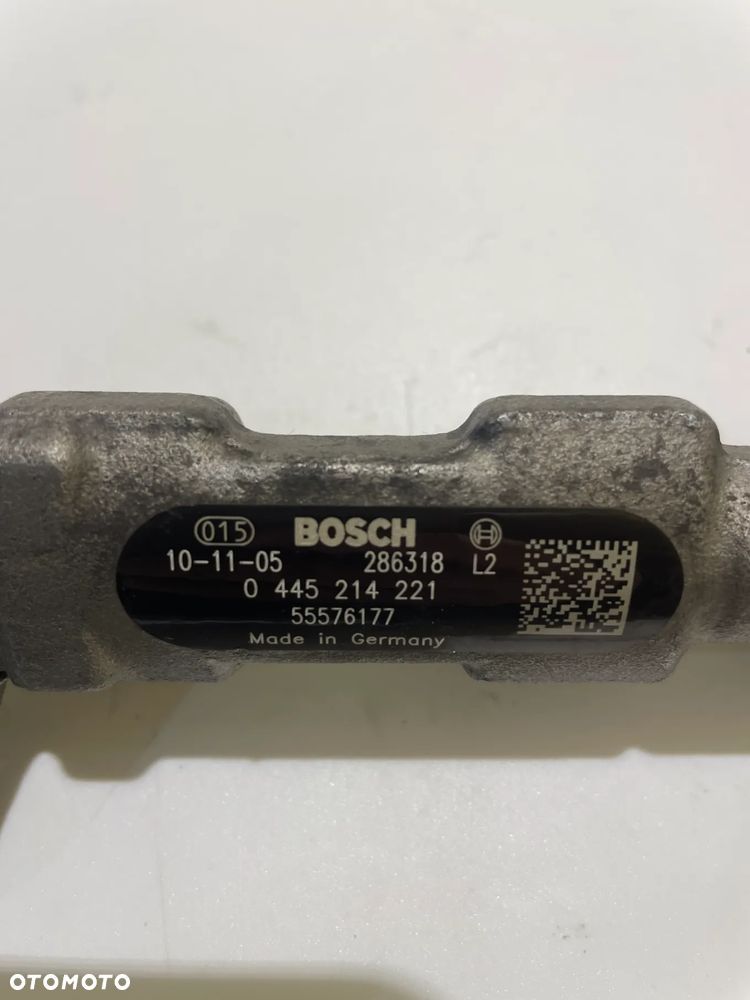 015 BOSCH
10-11-05 286318 L2
0 445 214 221
55576177
Made in Germany
OTOMOTO